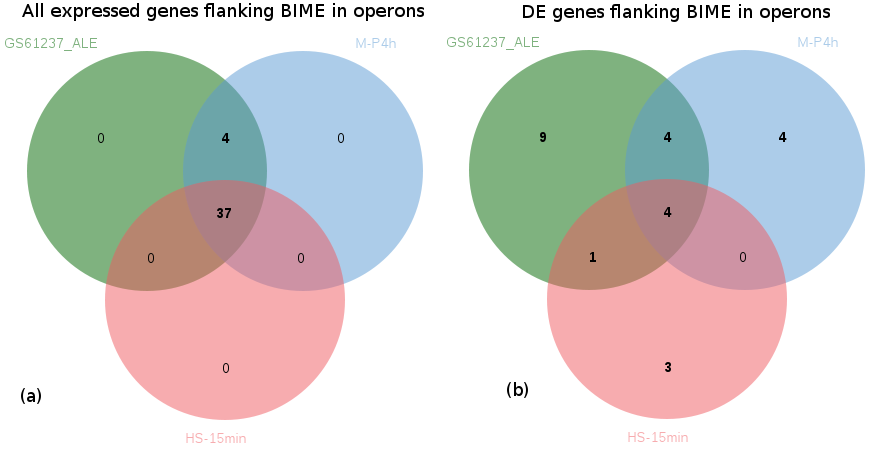 All expressed genes flanking BIME in operons
GS61237_ALE
M-P4h
0
4
0
37
0
0
0
(a)
HS-15min
DE genes flanking BIME in operons
GS61237_ALE
M-P4h
9
4
4
4
1
0
3
(b)
HS-15min